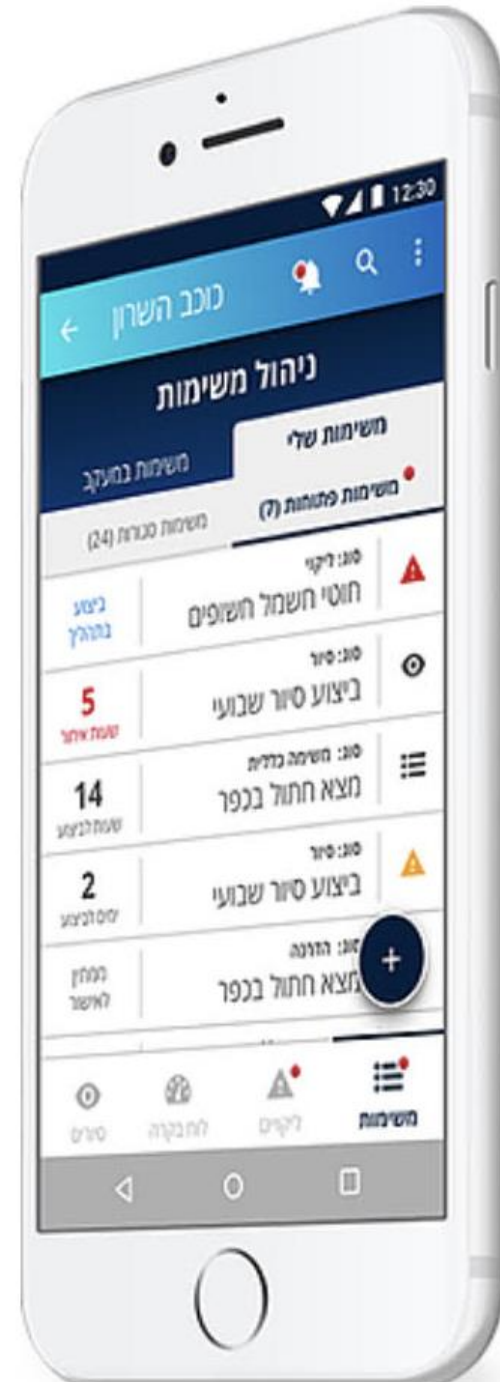 12:30
כוכב השרון
ניהול משימות
משימות שלי
משימות במעקב
משימות פתוחות (7)
משימות סגורות (24)
סוג: ליקוי
חוטי חשמל חשופים
ביצוע
בתהליך
סוג: סיור
ביצוע סיור שבועי
5
שעות איחור
סוג: משימה כללית
מצא חתול בכפר
14
שעות לביצוע
סוג: סיור
ביצוע סיור שבועי
2
ימים לביצוע
סוג: הדרכה
מצא חתול בכפר
ממתין
לאישור
+
משימות
ליקויים
לוח בקרה
סיורים